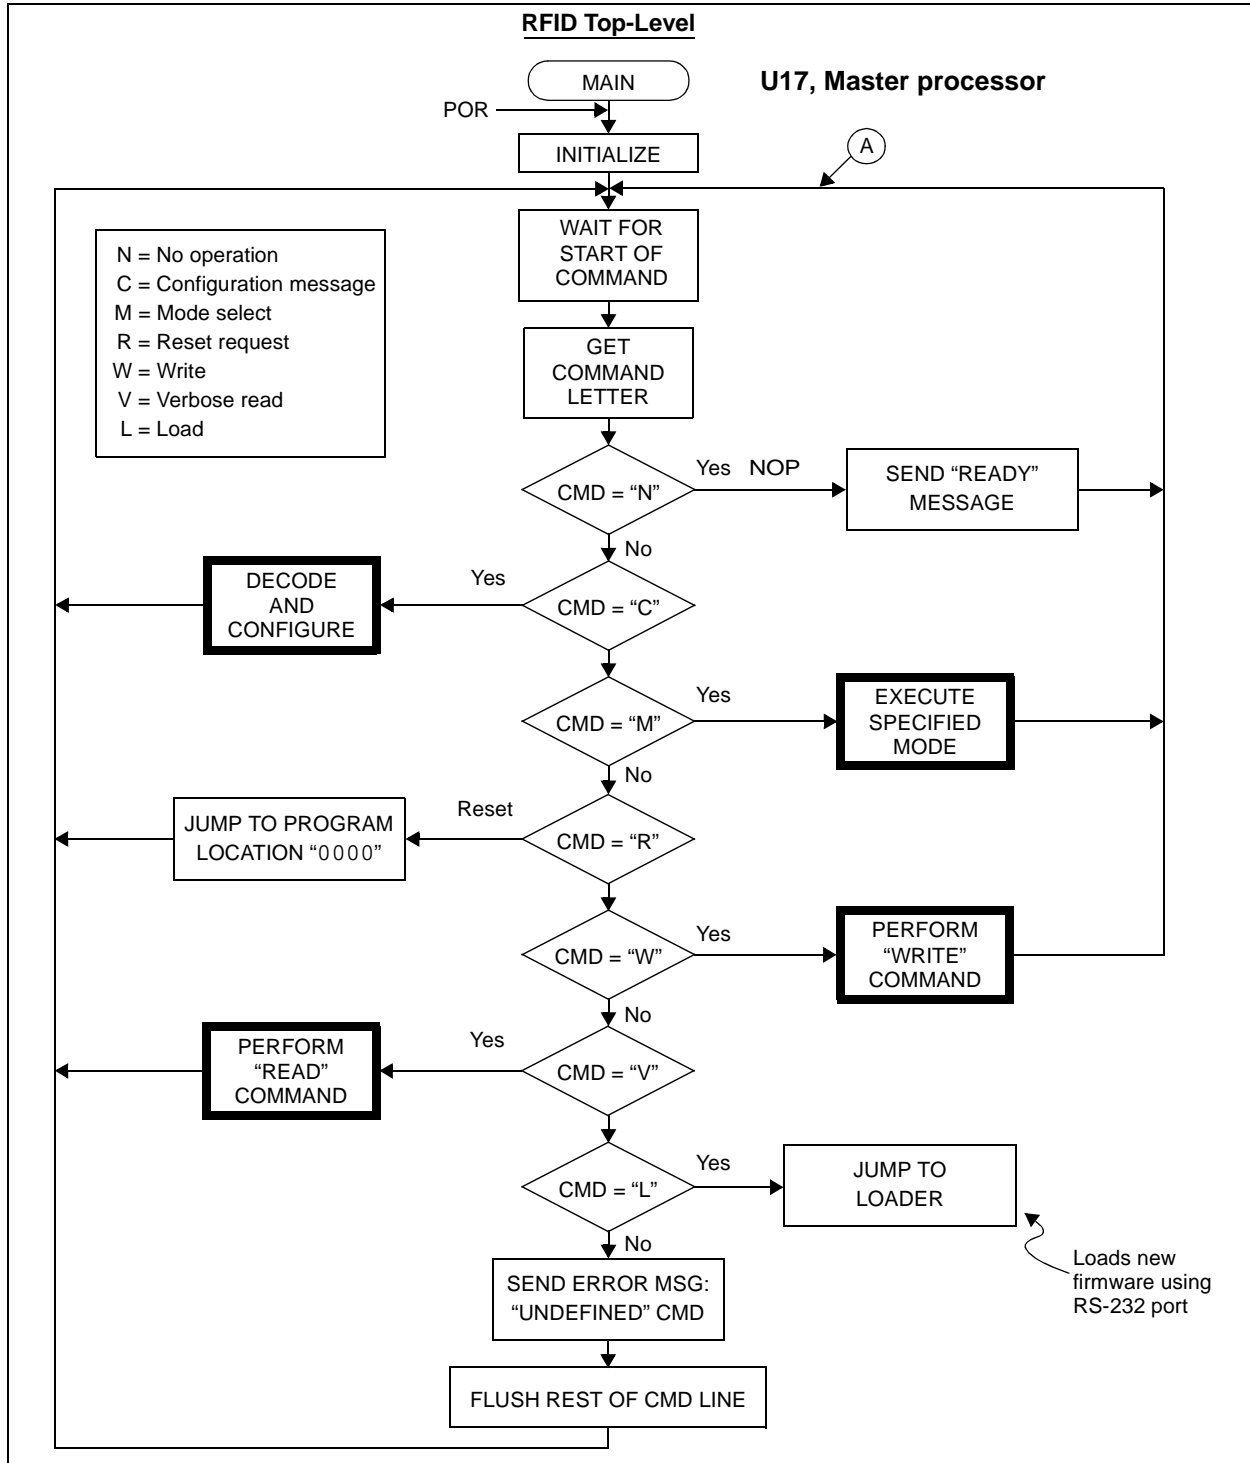 RFID Top-Level
MAIN
U17, Master processor
POR
INITIALIZE
A
WAIT FOR
START OF
COMMAND
N = No operation
C = Configuration message
M = Mode select
R = Reset request
W = Write
V = Verbose read
L = Load
GET
COMMAND
LETTER
CMD = “N”
Yes NOP
SEND “READY”
MESSAGE
No
DECODE
AND
CONFIGURE
Yes
CMD = “C”
CMD = “M”
Yes
EXECUTE
SPECIFIED
MODE
No
JUMP TO PROGRAM
LOCATION “0000”
Reset
CMD = “R”
CMD = “W”
Yes
PERFORM
“WRITE”
COMMAND
No
PERFORM
“READ”
COMMAND
Yes
CMD = “V”
CMD = “L”
Yes
JUMP TO
LOADER
No
Loads new
firmware using
RS-232 port
SEND ERROR MSG:
“UNDEFINED” CMD
FLUSH REST OF CMD LINE